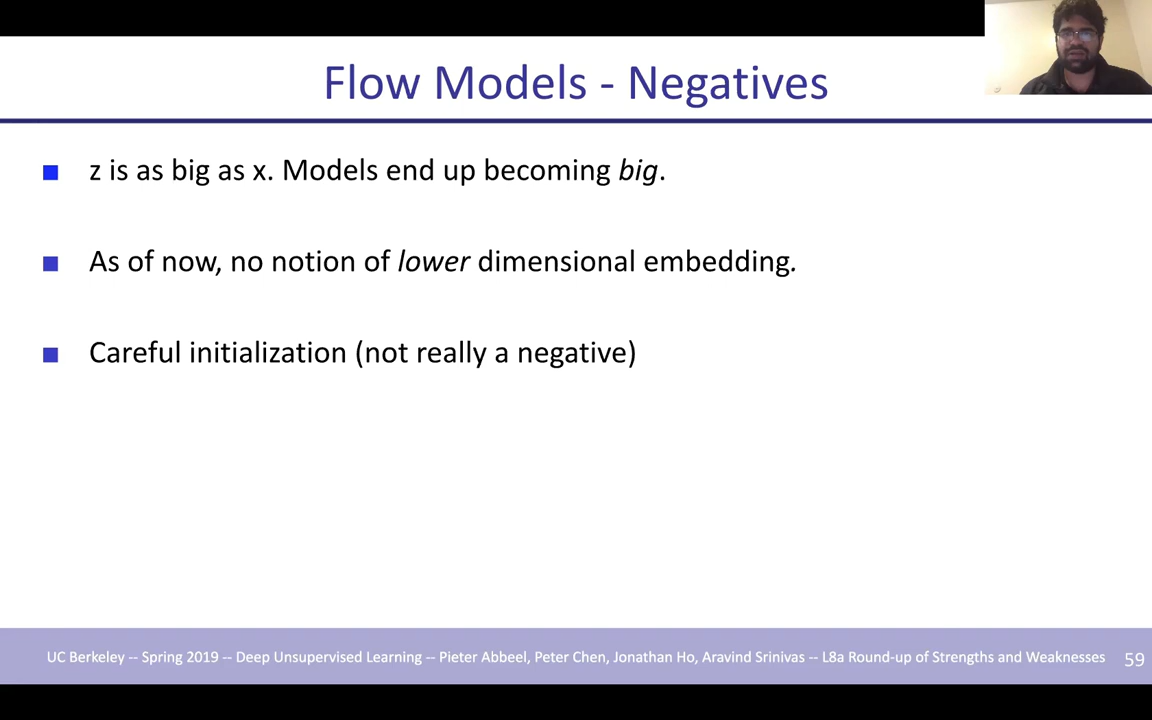 Flow Models - Negatives
z is as big as x. Models end up becoming big.
As of now, no notion of lower dimensional embedding.
Careful initialization (not really a negative)
UC Berkeley -- Spring 2019 -- Deep Unsupervised Learning -- Pieter Abbeel, Peter Chen, Jonathan Ho, Aravind Srinivas -- L8a Round-up of Strengths and Weaknesses 59